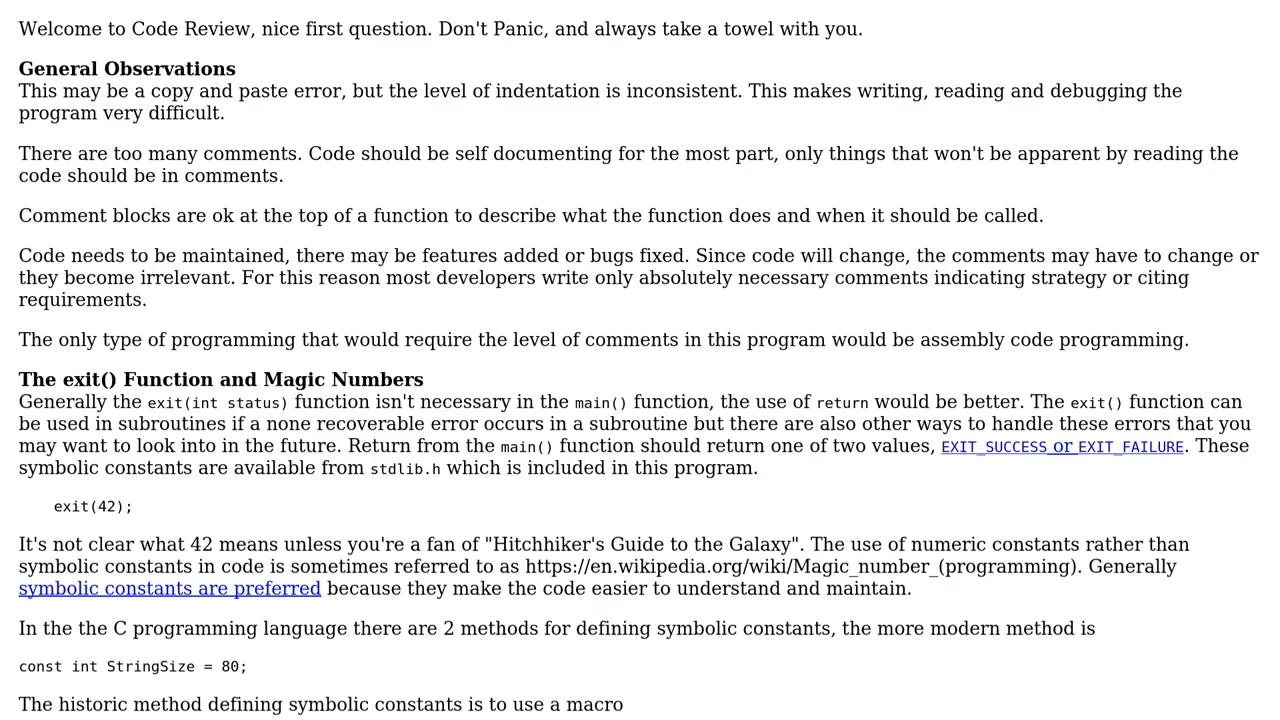 Welcome to Code Review, nice first question. Don't Panic, and always take a towel with you.
General Observations
This may be a copy and paste error, but the level of indentation is inconsistent. This makes writing, reading and debugging the
program very difficult.
There are too many comments. Code should be self documenting for the most part, only things that won't be apparent by reading the
code should be in comments.
Comment blocks are ok at the top of a function to describe what the function does and when it should be called.
Code needs to be maintained, there may be features added or bugs fixed. Since code will change, the comments may have to change or
they become irrelevant. For this reason most developers write only absolutely necessary comments indicating strategy or citing
requirements.
The only type of programming that would require the level of comments in this program would be assembly code programming.
The exit() Function and Magic Numbers
Generally the exit(int status) function isn't necessary in the main() function, the use of return would be better. The exit() function can
be used in subroutines if a none recoverable error occurs in a subroutine but there are also other ways to handle these errors that you
may want to look into in the future. Return from the main() function should return one of two values, EXIT_SUCCESS or EXIT_FAILURE. These
symbolic constants are available from stdlib.h which is included in this program.
exit(42);
It's not clear what 42 means unless you're a fan of "Hitchhiker's Guide to the Galaxy". The use of numeric constants rather than
symbolic constants in code is sometimes referred to as https://en.wikipedia.org/wiki/Magic_number_(programming). Generally
symbolic constants are preferred because they make the code easier to understand and maintain.
In the the C programming language there are 2 methods for defining symbolic constants, the more modern method is
const int StringSize = 80;
The historic method defining symbolic constants is to use a macro